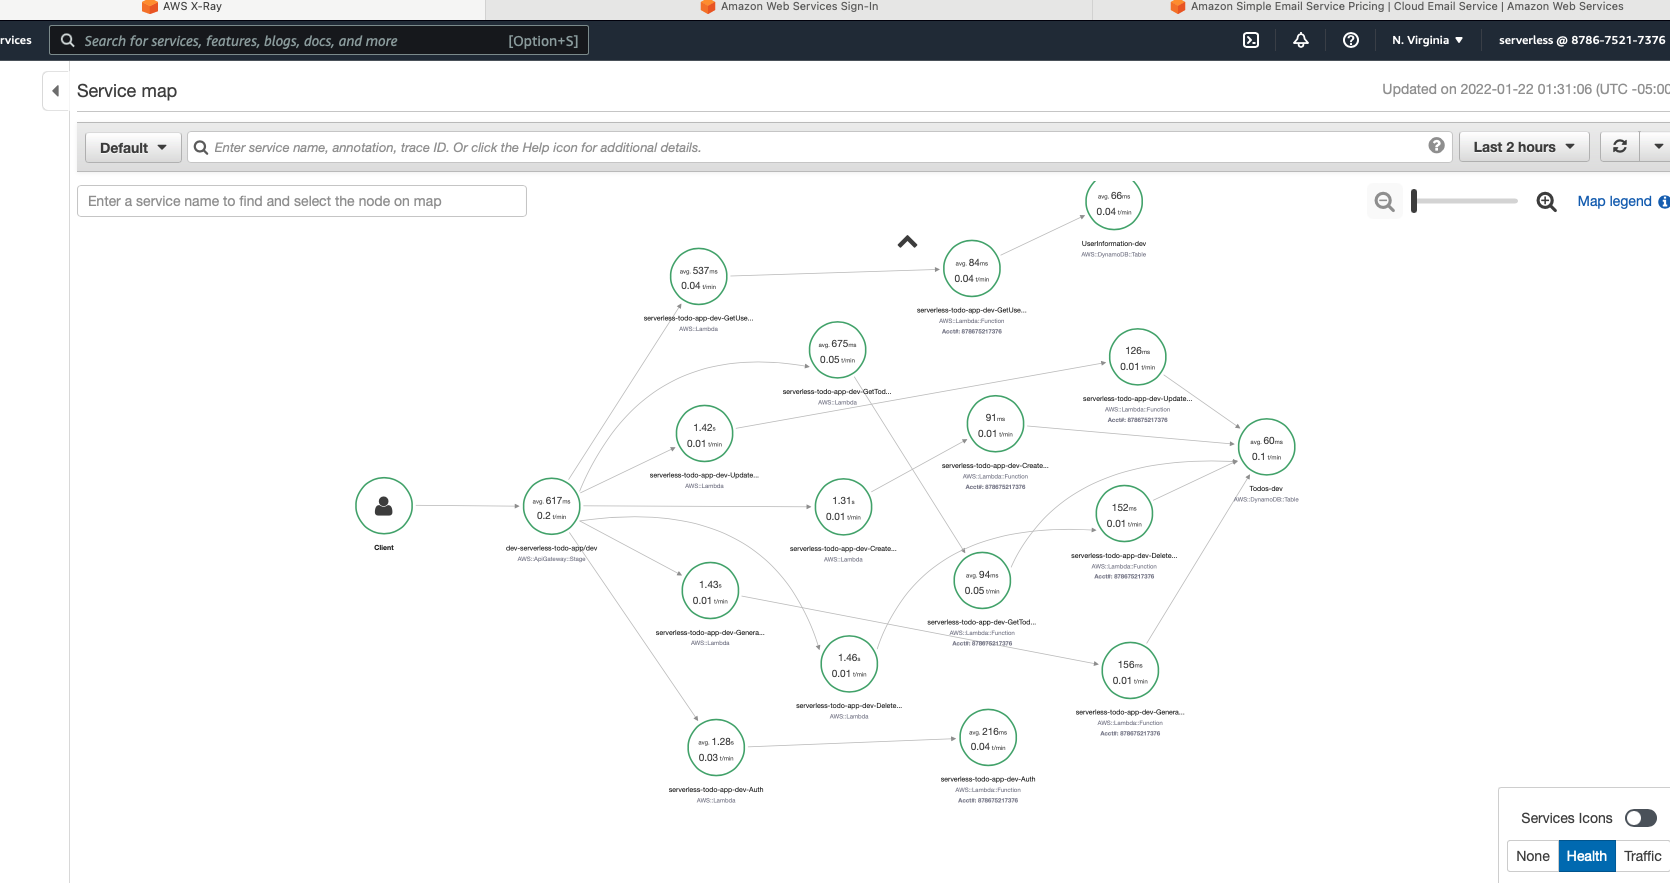 AWS X-Ray
Amazon Web Services Sign-In
Amazon Simple Email Service Pricing | Cloud Email Service | Amazon Web Services
rvices
Search for services, features, blogs, docs, and more
[Option+S]
N. Virginia
serverless @ 8786-7521-7376
Service map
Updated on 2022-01-22 01:31:06 (UTC -05:00
Default
Enter service name, annotation, trace ID. Or click the Help icon for additional details.
Last 2 hours
Enter a service name to find and select the node on map
Map legend
avg. 66ms
0.04 t/min
UserInformation-dev
AWS::DynamoDB::Table
avg. 537ms
0.04 t/min
serverless-todo-app-dev-GetUse...
AWS::Lambda
avg. 84ms
0.04 t/min
serverless-todo-app-dev-GetUse...
AWS::Lambda::Function
Acct#: 878675217376
avg. 675ms
0.05 t/min
serverless-todo-app-dev-GetTod...
AWS::Lambda
126ms
0.01 t/min
serverless-todo-app-dev-Update...
AWS::Lambda::Function
Acct#: 878675217376
1.42s
0.01 t/min
serverless-todo-app-dev-Update...
AWS::Lambda
91ms
0.01 t/min
serverless-todo-app-dev-Create...
AWS::Lambda::Function
Acct#: 878675217376
avg. 60ms
0.1 t/min
Todos-dev
AWS::DynamoDB::Table
Client
avg. 617ms
0.2 t/min
dev-serverless-todo-app/dev
AWS::ApiGateway::Stage
1.31s
0.01 t/min
serverless-todo-app-dev-Create...
AWS::Lambda
152ms
0.01 t/min
serverless-todo-app-dev-Delete...
AWS::Lambda::Function
Acct#: 878675217376
1.43s
0.01 t/min
serverless-todo-app-dev-Genera...
AWS::Lambda
avg. 94ms
0.05 t/min
serverless-todo-app-dev-GetTod...
AWS::Lambda::Function
Acct#: 878675217376
1.46s
0.01 t/min
serverless-todo-app-dev-Delete...
AWS::Lambda
156ms
0.01 t/min
serverless-todo-app-dev-Genera...
AWS::Lambda::Function
Acct#: 878675217376
avg. 1.28s
0.03 t/min
serverless-todo-app-dev-Auth
AWS::Lambda
avg. 216ms
0.04 t/min
serverless-todo-app-dev-Auth
AWS::Lambda::Function
Acct#: 878675217376
Services Icons
None
Health
Traffic